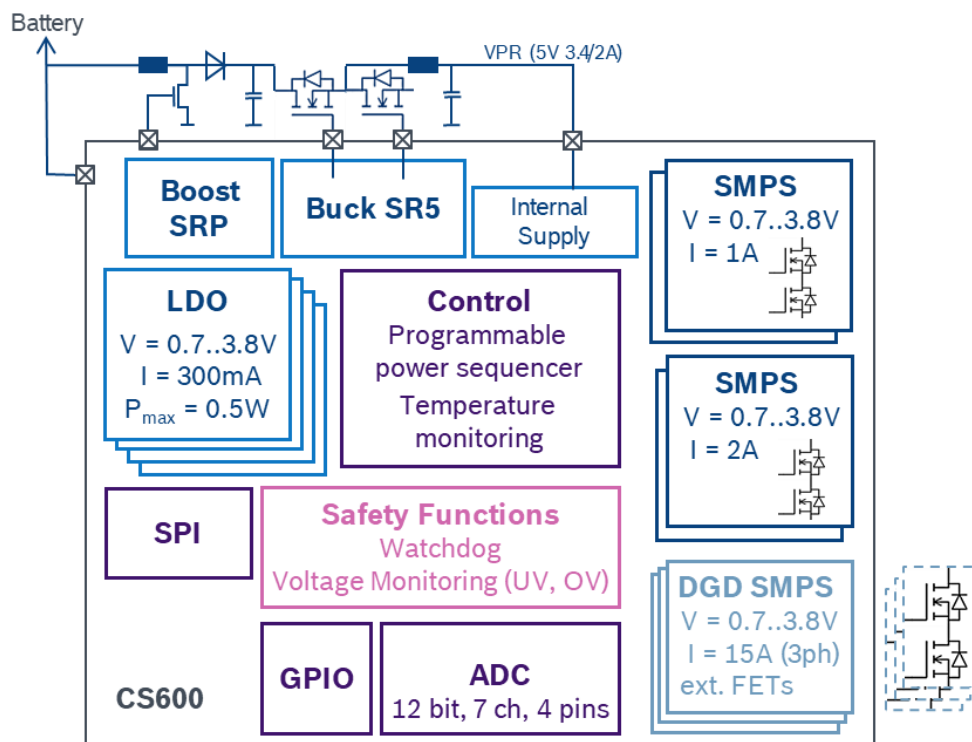 Battery
VPR (5V 3.4/2A)
Boost
SRP
Buck SR5
Internal
Supply
SMPS
V = 0.7..3.8V
I = 1A
LDO
V = 0.7..3.8V
I = 300mA
Pmax = 0.5W
Control
Programmable
power sequencer
Temperature
monitoring
SMPS
V = 0.7..3.8V
I = 2A
SPI
Safety Functions
Watchdog
Voltage Monitoring (UV, OV)
DGD SMPS
V = 0.7..3.8V
I = 15A (3ph)
ext. FETs
GPIO
ADC
12 bit, 7 ch, 4 pins
CS600